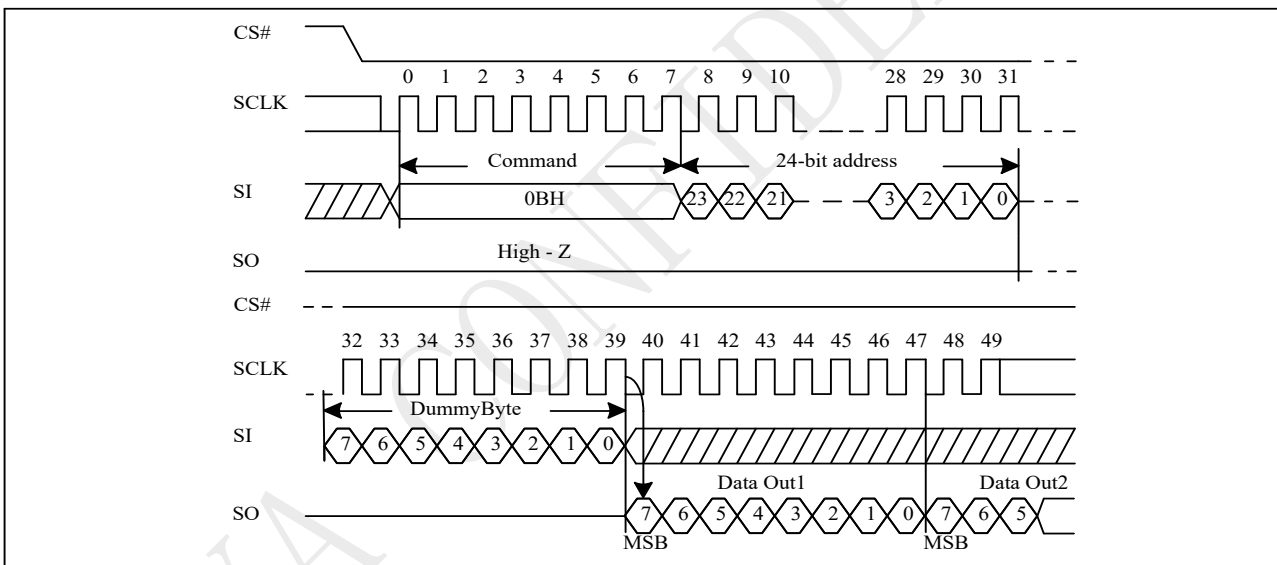 CS#
0 1 2 3 4 5 6 7 8 9 10 28 29 30 31
SCLK
Command 24-bit address
SI 0BH 23 22 21 3 2 1 0
High - Z
SO
CS#
32 33 34 35 36 37 38 39 40 41 42 43 44 45 46 47 48 49
SCLK
DummyByte
SI 7 6 5 4 3 2 1 0
Data Out1 Data Out2
SO 7 6 5 4 3 2 1 0 7 6 5
MSB MSB